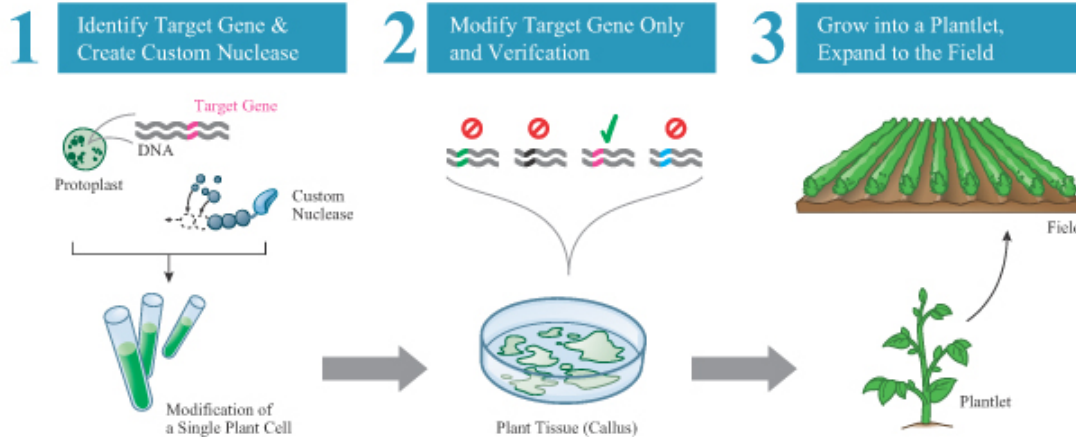 1
Identify Target Gene &
Create Custom Nuclease
Target Gene
DNA
Protoplast
Custom
Nuclease
Modification of
a Single Plant Cell
2
Modify Target Gene Only
and Verifcation
Plant Tissue (Callus)
3
Grow into a Plantlet,
Expand to the Field
Field
Plantlet